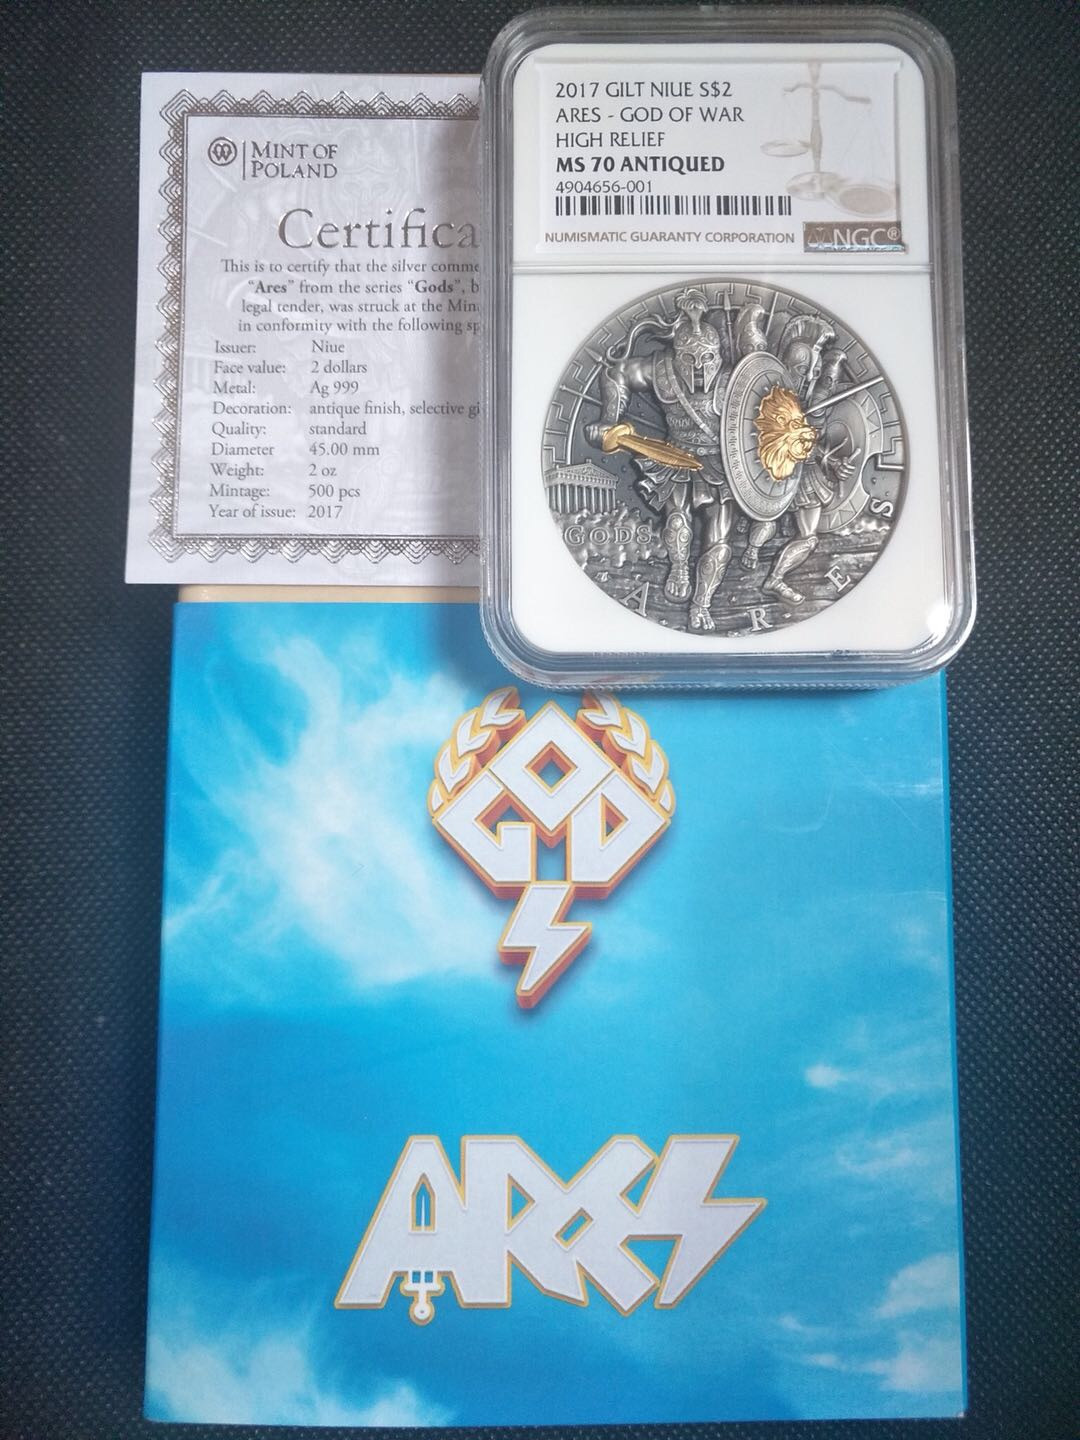 MINT OF
POLAND
Certifica
This is to certify that the silver comme
"Ares" from the series "Gods", b
legal tender, was struck at the Min
in conformity with the following sp
Issuer: Niue
Face value: 2 dollars
Metal: Ag 999
Decoration: antique finish, selective gi
Quality: standard
Diameter 45.00 mm
Weight: 2 oz
Mintage: 500 pcs
Year of issue: 2017
2017 GILT NIUE S$2
ARES - GOD OF WAR
HIGH RELIEF
MS 70 ANTIQUED
4904656-001
NUMISMATIC GUARANTY CORPORATION NGC®
GODS
ARES
GODS
ARES